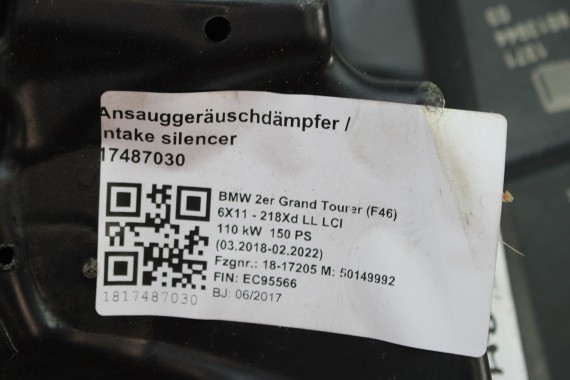 Ansauggeräuschdämpfer /
ntake silencer
17487030
BMW 2er Grand Tourer (F46)
6X11 - 218Xd LL LCI
110 kW 150 PS
(03.2018-02.2022)
Fzgnr.: 18-17205 M: 50149992
FIN: EC95566
BJ: 06/2017
1817487030